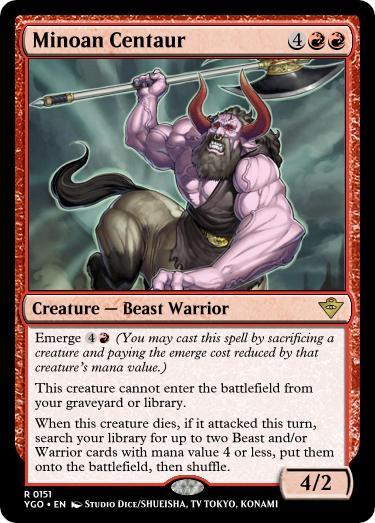 Minoan Centaur 4
Creature — Beast Warrior
Emerge 4 (You may cast this spell by sacrificing a
creature and paying the emerge cost reduced by that
creature's mana value.)
This creature cannot enter the battlefield from
your graveyard or library.
When this creature dies, if it attacked this turn,
search your library for up to two Beast and/or
Warrior cards with mana value 4 or less, put them
onto the battlefield, then shuffle.
4/2
R 0151
YGO • EN Studio Dice/SHUEISHA, TV TOKYO, KONAMI